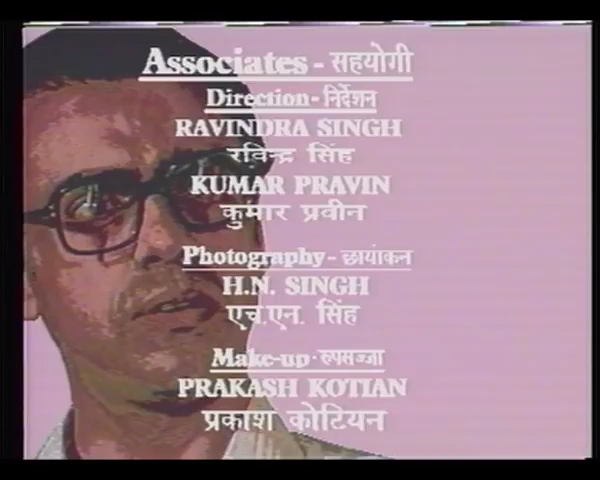 Associates - सहयोगी
Direction - निर्देशन
RAVINDRA SINGH
रविन्द्र सिंह
KUMAR PRAVIN
कुमार प्रवीन
Photography - छायांकन
H.N. SINGH
एच.एन. सिंह
Make-up - रुपसज्जा
PRAKASH KOTIAN
प्रकाश कोटियन